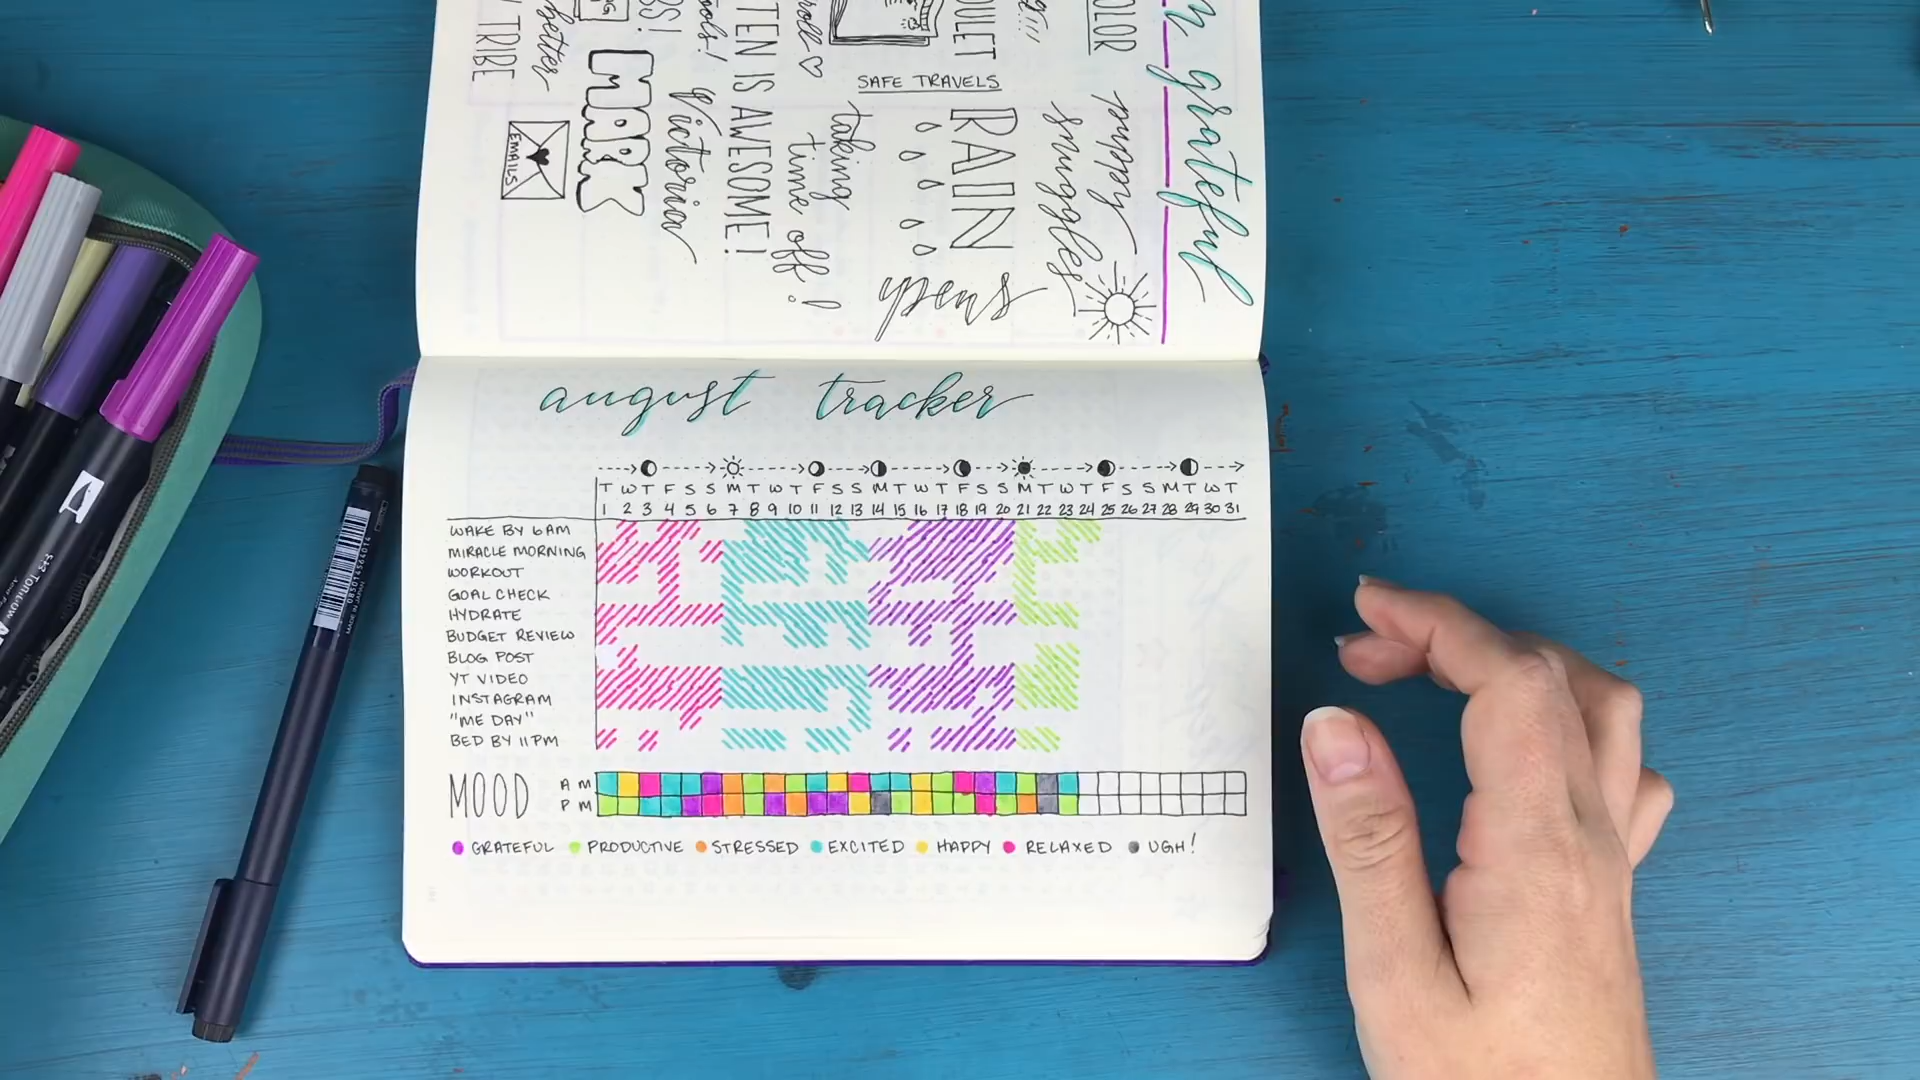 grateful
COLOR
puppy
snuggles
RAIN
SAFE TRAVELS
pens
taking
time off!
TEN IS AWESOME!
Victoria
MARK
better
TRIBE
EMAILS
august tracker
T W T F S S M T W T F S S M T W T F S S M T W T F S S M T W T
1 2 3 4 5 6 7 8 9 10 11 12 13 14 15 16 17 18 19 20 21 22 23 24 25 26 27 28 29 30 31
WAKE BY 6AM
MIRACLE MORNING
WORKOUT
GOAL CHECK
HYDRATE
BUDGET REVIEW
BLOG POST
YT VIDEO
INSTAGRAM
"ME DAY"
BED BY 11PM
MOOD
AM
PM
GRATEFUL PRODUCTIVE STRESSED EXCITED HAPPY RELAXED UGH!